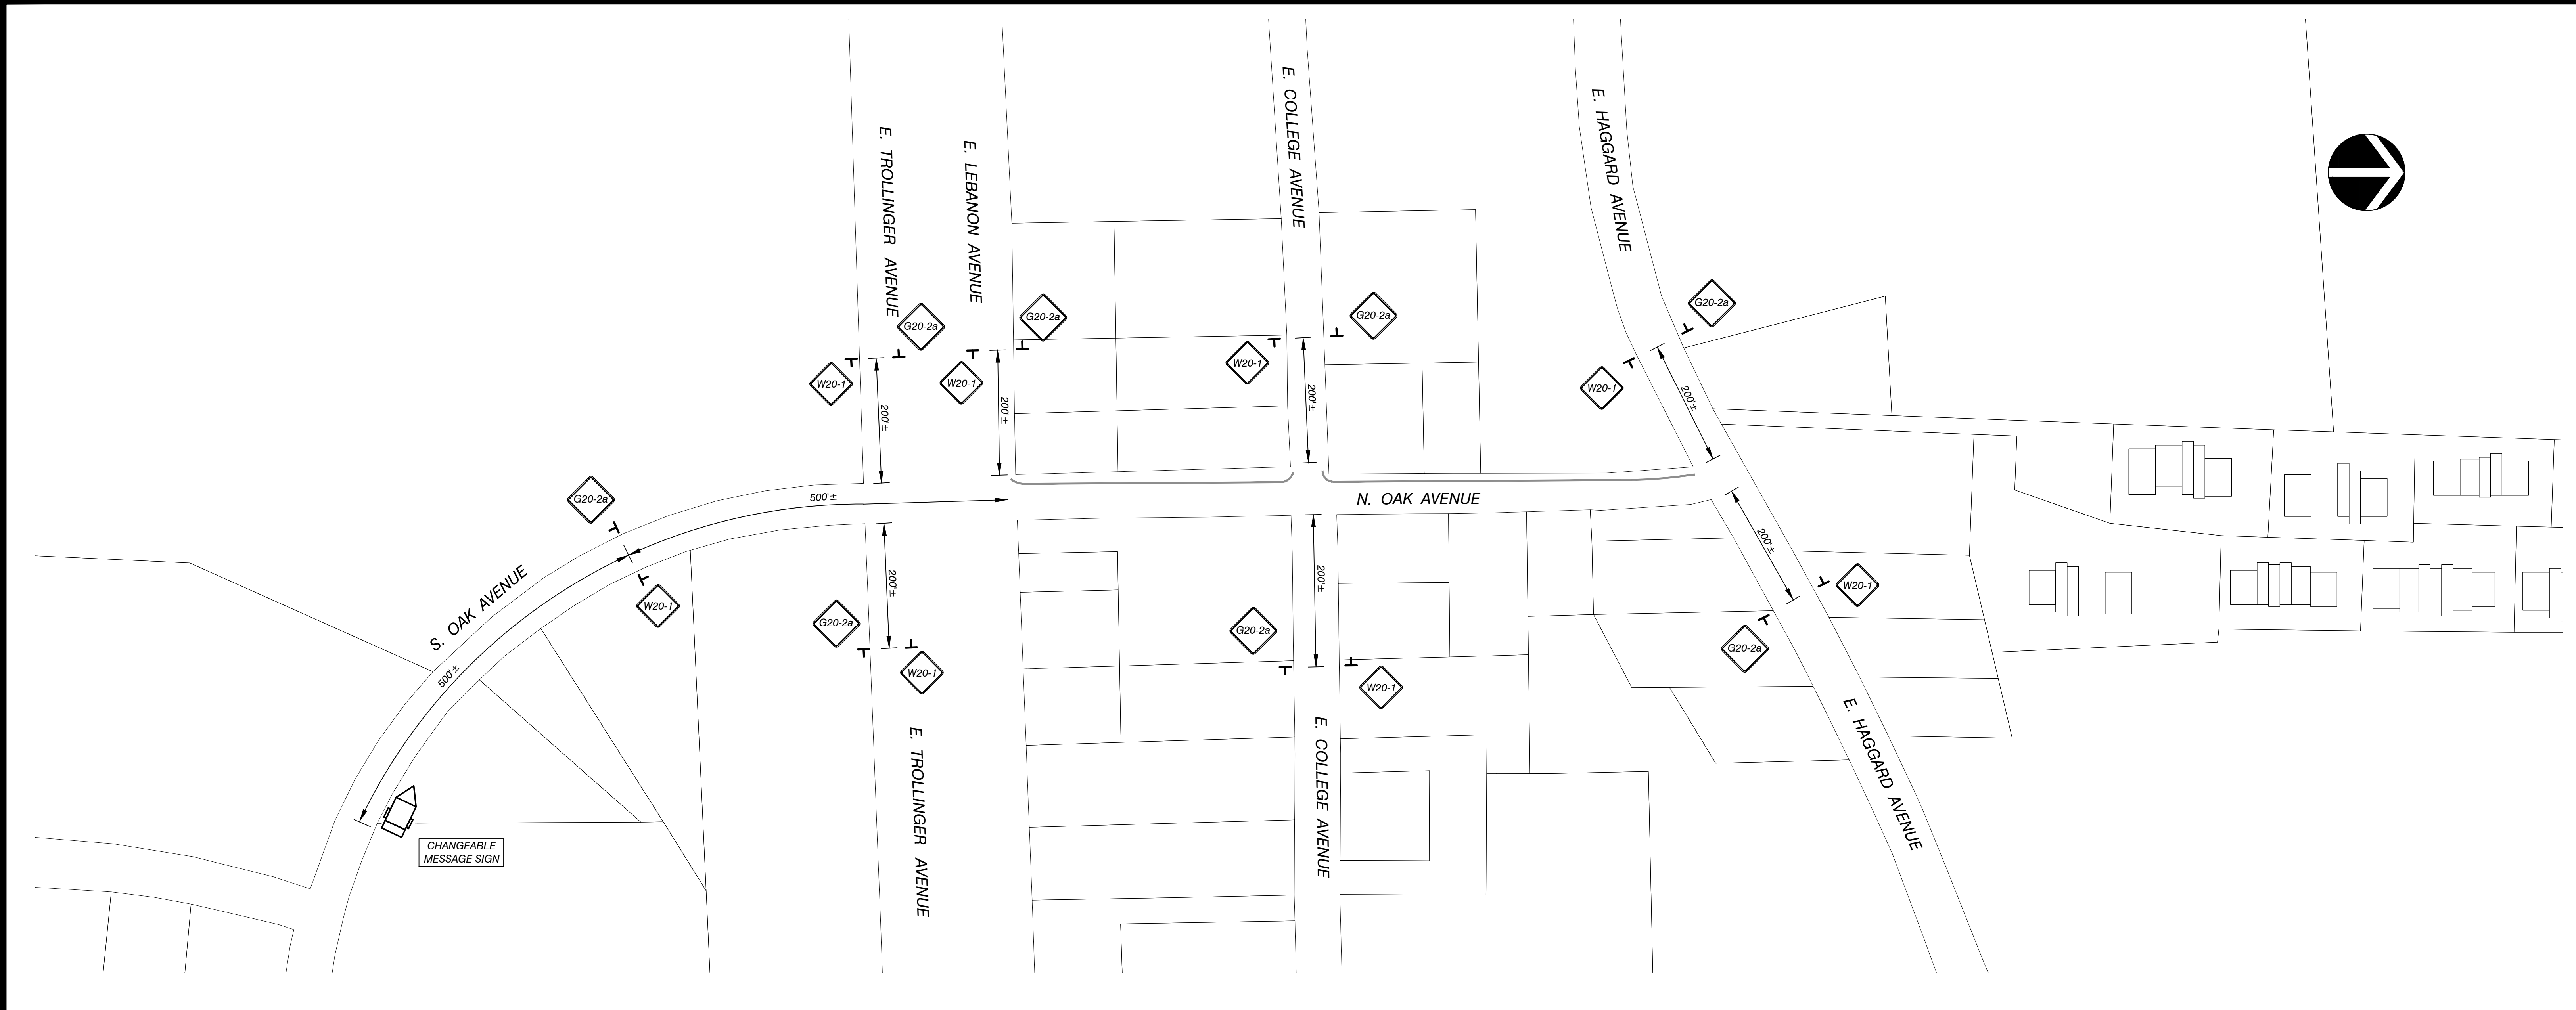 E. TROLLINGER AVENUE
E. LEBANON AVENUE
E. COLLEGE AVENUE
E. HAGGARD AVENUE
G20-2a
G20-2a
G20-2a
G20-2a
W20-1
W20-1
W20-1
W20-1
200'±
200'±
200'±
200'±
G20-2a
500'±
N. OAK AVENUE
S. OAK AVENUE
W20-1
500'±
200'±
G20-2a
W20-1
200'±
G20-2a
W20-1
200'±
W20-1
G20-2a
E. TROLLINGER AVENUE
E. COLLEGE AVENUE
E. HAGGARD AVENUE
CHANGEABLE
MESSAGE SIGN